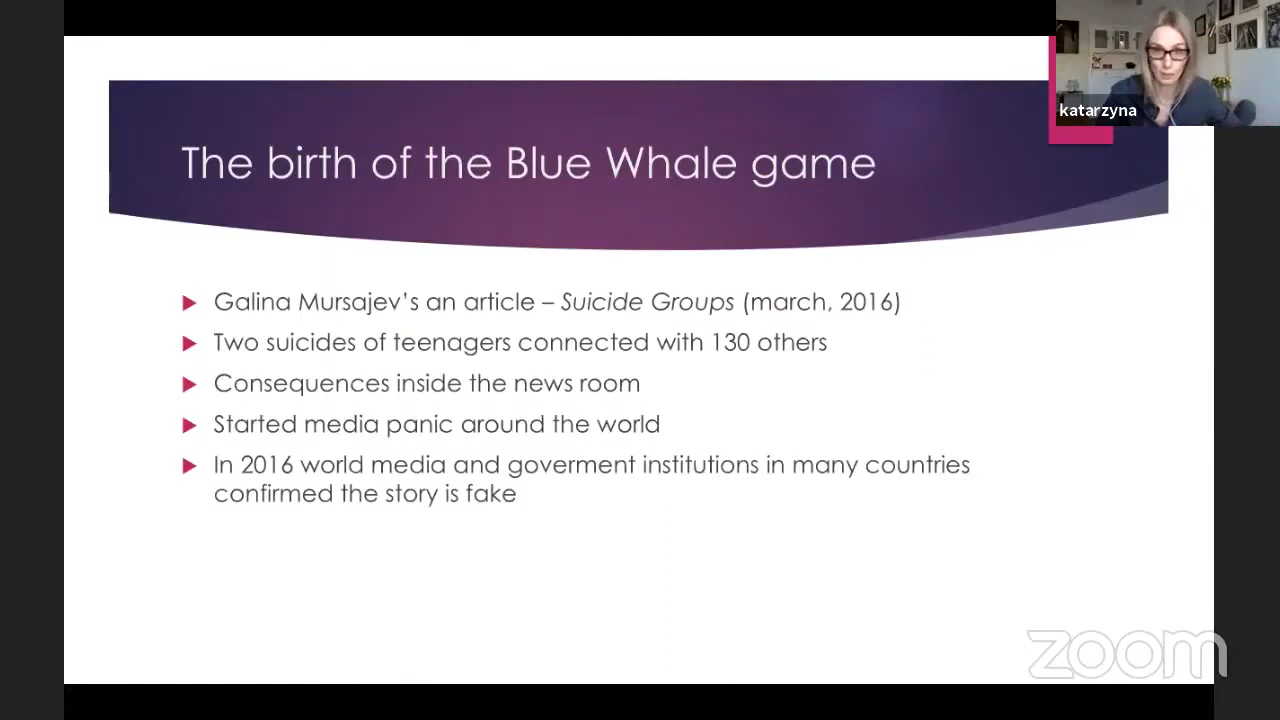 katarzyna
The birth of the Blue Whale game
Galina Mursajev's an article – Suicide Groups (march, 2016)
Two suicides of teenagers connected with 130 others
Consequences inside the news room
Started media panic around the world
In 2016 world media and goverment institutions in many countries
confirmed the story is fake
zoom